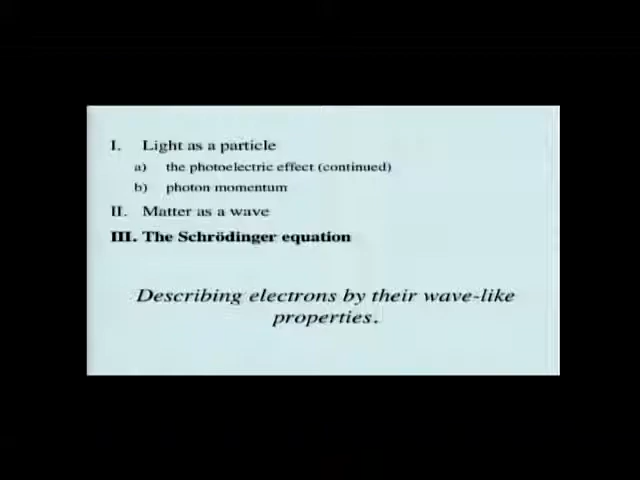 I. Light as a particle
a) the photoelectric effect (continued)
b) photon momentum
II. Matter as a wave
III. The Schrödinger equation
Describing electrons by their wave-like
properties.